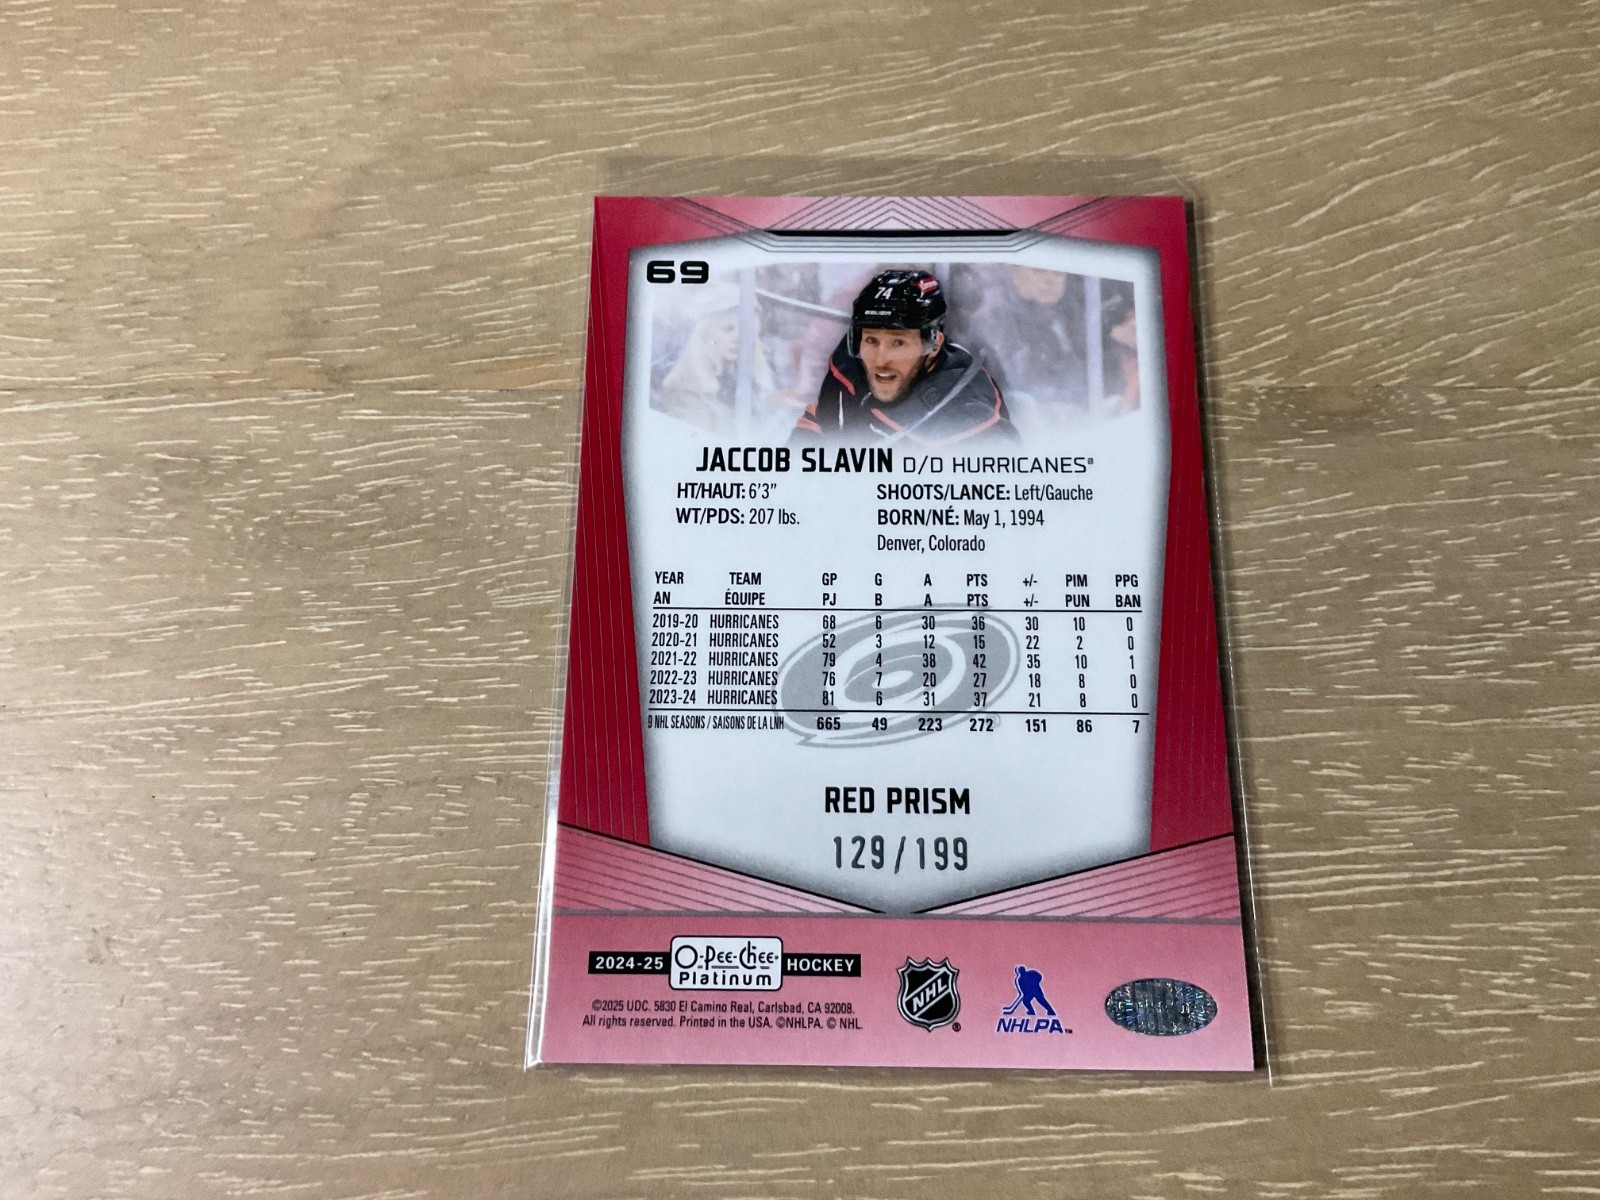 69
74
BAUER
JACCOB SLAVIN D/D HURRICANES®
HT/HAUT: 6'3" SHOOTS/LANCE: Left/Gauche
WT/PDS: 207 lbs. BORN/NÉ: May 1, 1994
Denver, Colorado
YEAR TEAM GP G A PTS +/- PIM PPG
AN ÉQUIPE PJ B A PTS +/- PUN BAN
2019-20 HURRICANES 68 6 30 36 30 10 0
2020-21 HURRICANES 52 3 12 15 22 2 0
2021-22 HURRICANES 79 4 38 42 35 10 1
2022-23 HURRICANES 76 7 20 27 18 8 0
2023-24 HURRICANES 81 6 31 37 21 8 0
9 NHL SEASONS / SAISONS DE LA LNH 665 49 223 272 151 86 7
RED PRISM
129/199
2024-25 O-Pee-Chee® HOCKEY
Platinum
©2025 UDC. 5830 El Camino Real, Carlsbad, CA 92008.
All rights reserved. Printed in the USA. ©NHLPA. © NHL.
NHL ®
NHLPA™